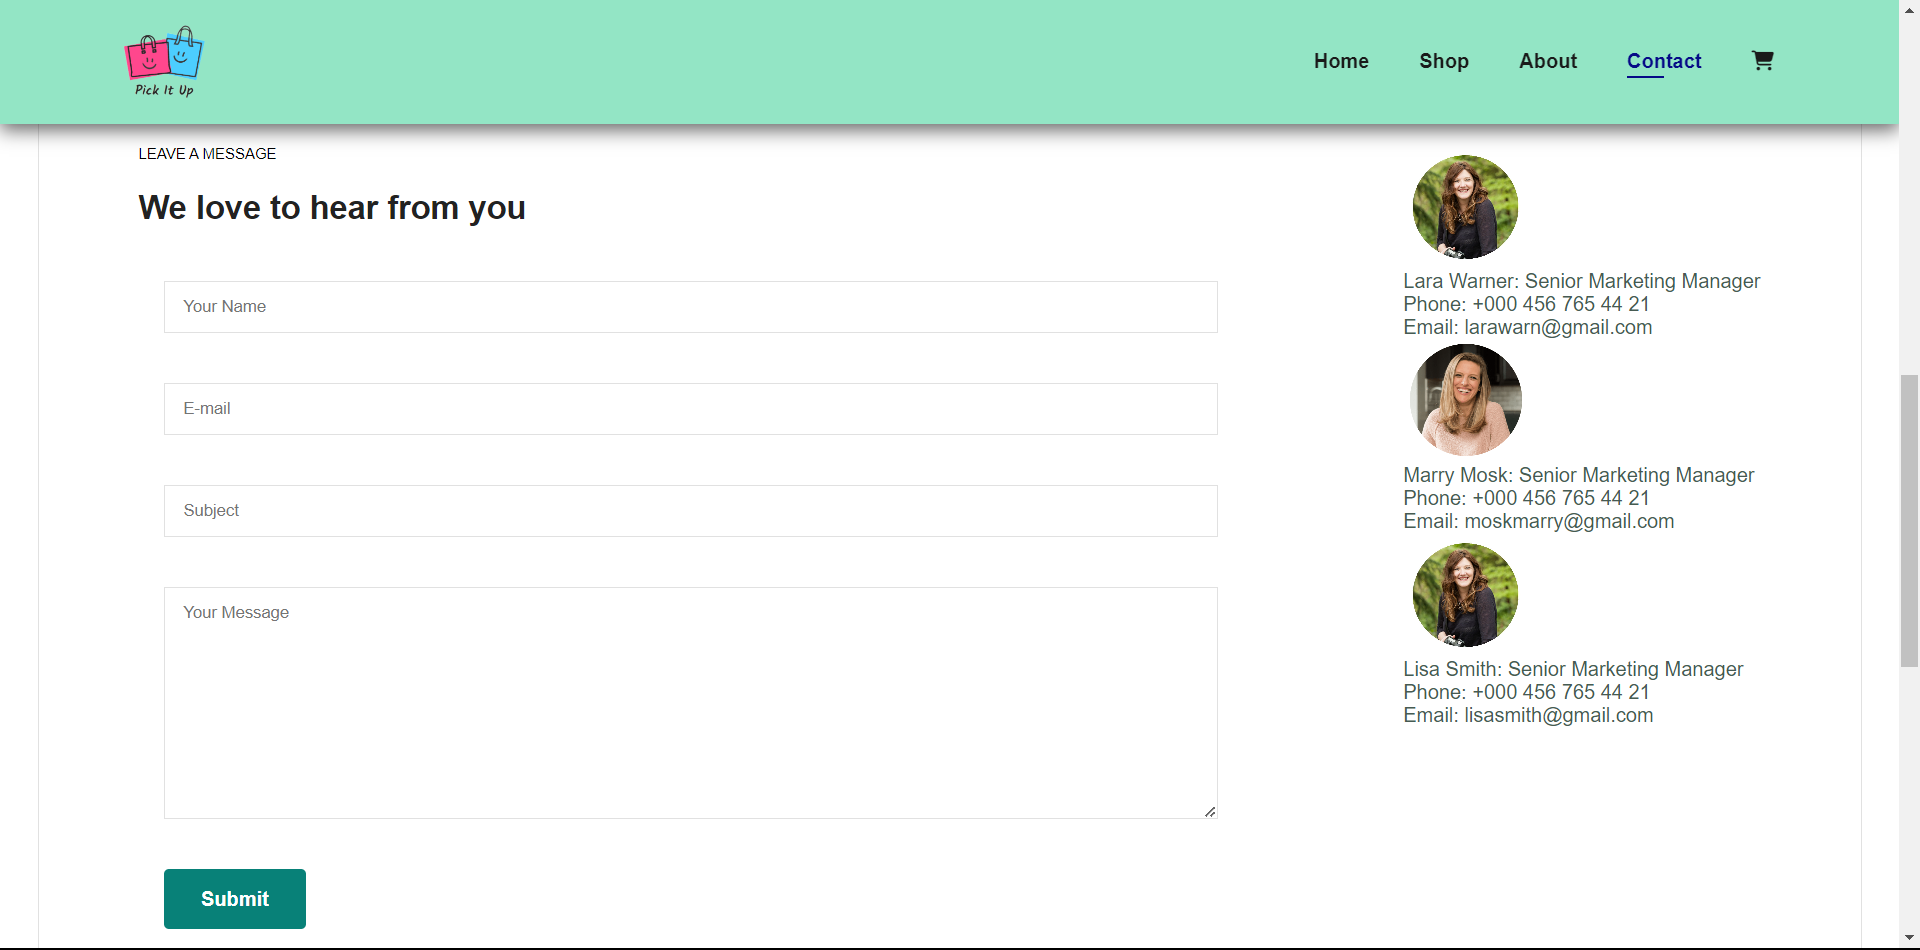 Pick It Up
Home
Shop
About
Contact
LEAVE A MESSAGE
We love to hear from you
Your Name
E-mail
Subject
Your Message
Submit
Lara Warner: Senior Marketing Manager
Phone: +000 456 765 44 21
Email: larawarn@gmail.com
Marry Mosk: Senior Marketing Manager
Phone: +000 456 765 44 21
Email: moskmarry@gmail.com
Lisa Smith: Senior Marketing Manager
Phone: +000 456 765 44 21
Email: lisasmith@gmail.com